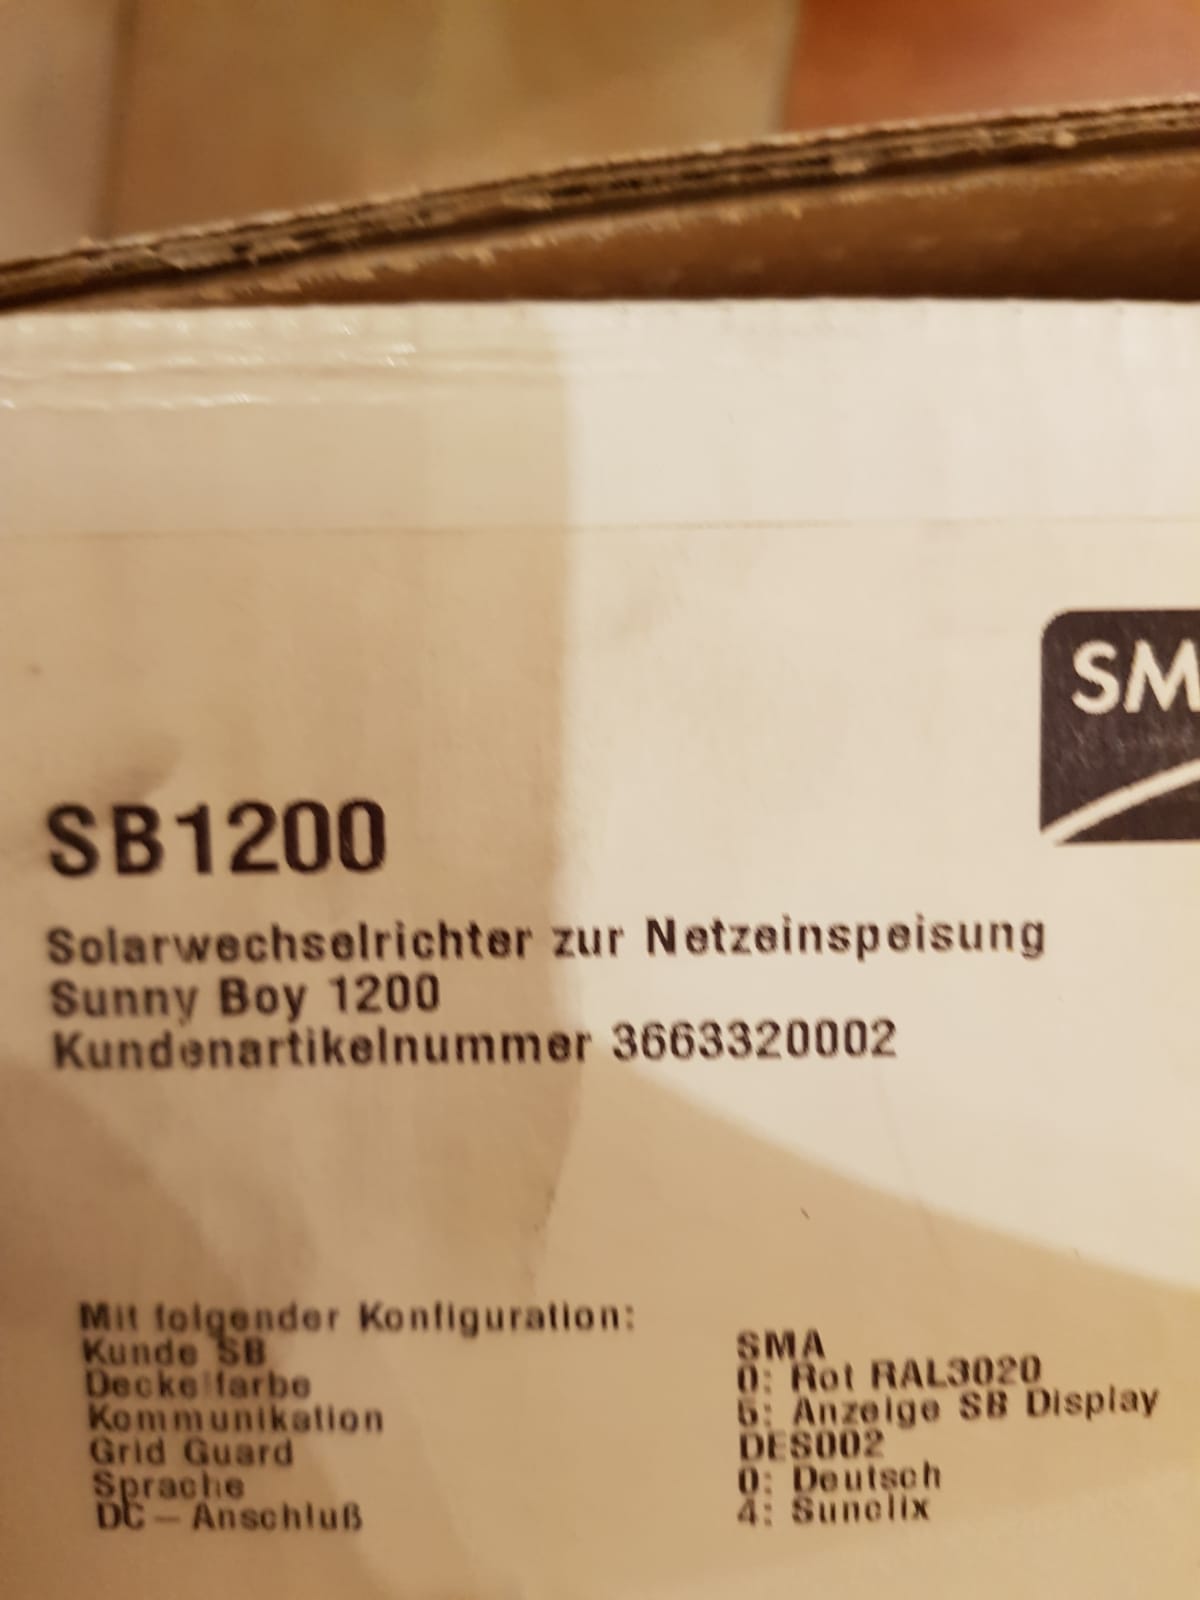 SM
SB1200
Solarwechselrichter zur Netzeinspeisung
Sunny Boy 1200
Kundenartikelnummer 3663320002
Mit folgender Konfiguration:
Kunde SB SMA
Deckelfarbe 0: Rot RAL3020
Kommunikation 5: Anzeige SB Display
Grid Guard DES002
Sprache 0: Deutsch
DC – Anschluß 4: Sunclix